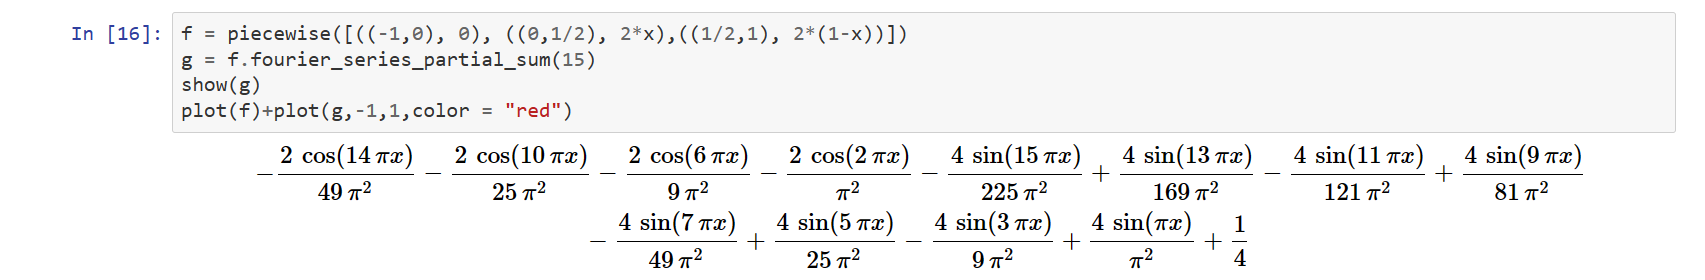 In [16]: f = piecewise([((-1,0), 0), ((0,1/2), 2*x),((1/2,1), 2*(1-x))])
g = f.fourier_series_partial_sum(15)
show(g)
plot(f)+plot(g,-1,1,color = "red")
− 2 cos(14 πx)/49 π² − 2 cos(10 πx)/25 π² − 2 cos(6 πx)/9 π² − 2 cos(2 πx)/π² − 4 sin(15 πx)/225 π² + 4 sin(13 πx)/169 π² − 4 sin(11 πx)/121 π² + 4 sin(9 πx)/81 π²
− 4 sin(7 πx)/49 π² + 4 sin(5 πx)/25 π² − 4 sin(3 πx)/9 π² + 4 sin(πx)/π² + 1/4